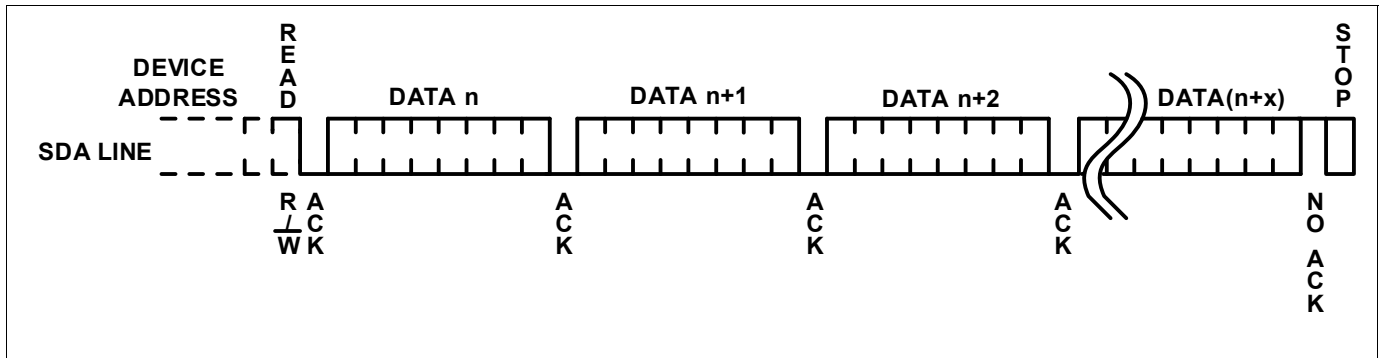 READ
STOP
DEVICE
ADDRESS
DATA n
DATA n+1
DATA n+2
DATA(n+x)
SDA LINE
R/W
ACK
ACK
ACK
ACK
NO ACK